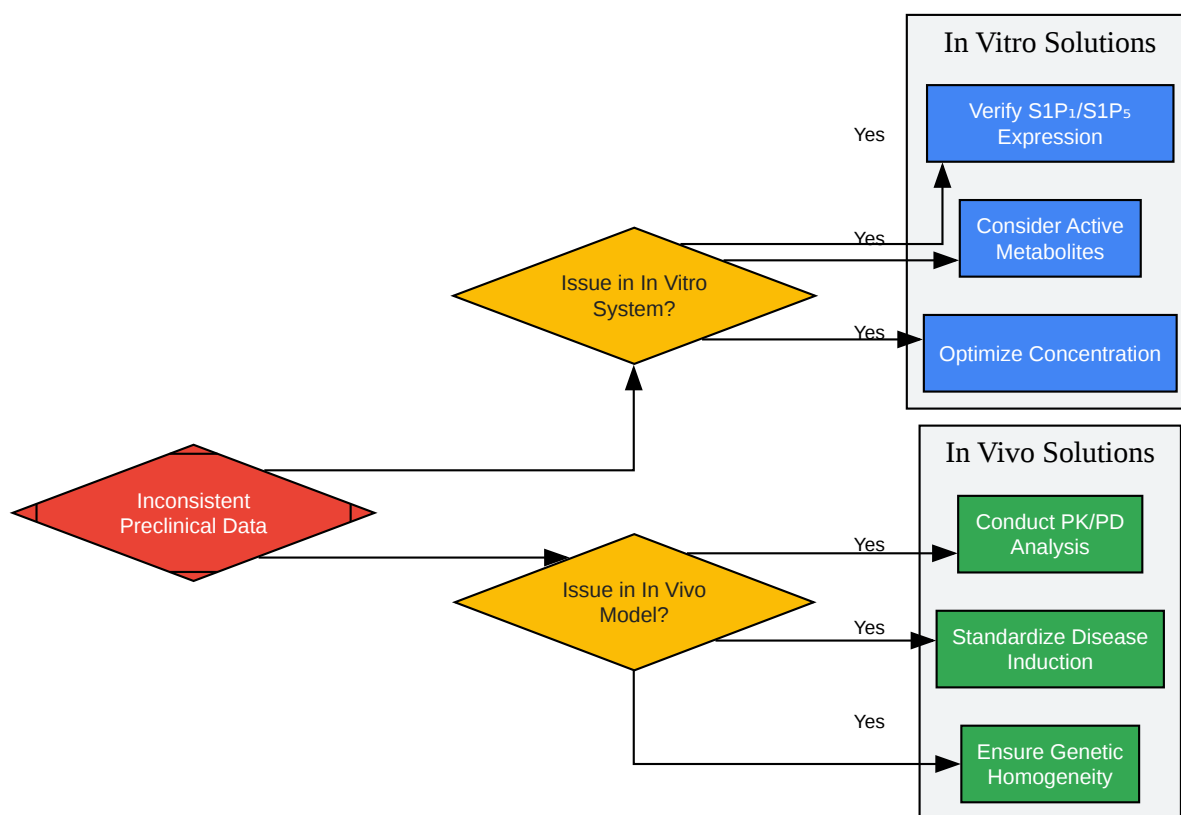 In Vitro Solutions
Verify S1P₁/S1P₅
Expression
Yes
Consider Active
Metabolites
Yes
Issue in In Vitro
System?
Optimize Concentration
Yes
In Vivo Solutions
Inconsistent
Preclinical Data
Conduct PK/PD
Analysis
Yes
Issue in In Vivo
Model?
Standardize Disease
Induction
Yes
Yes
Ensure Genetic
Homogeneity